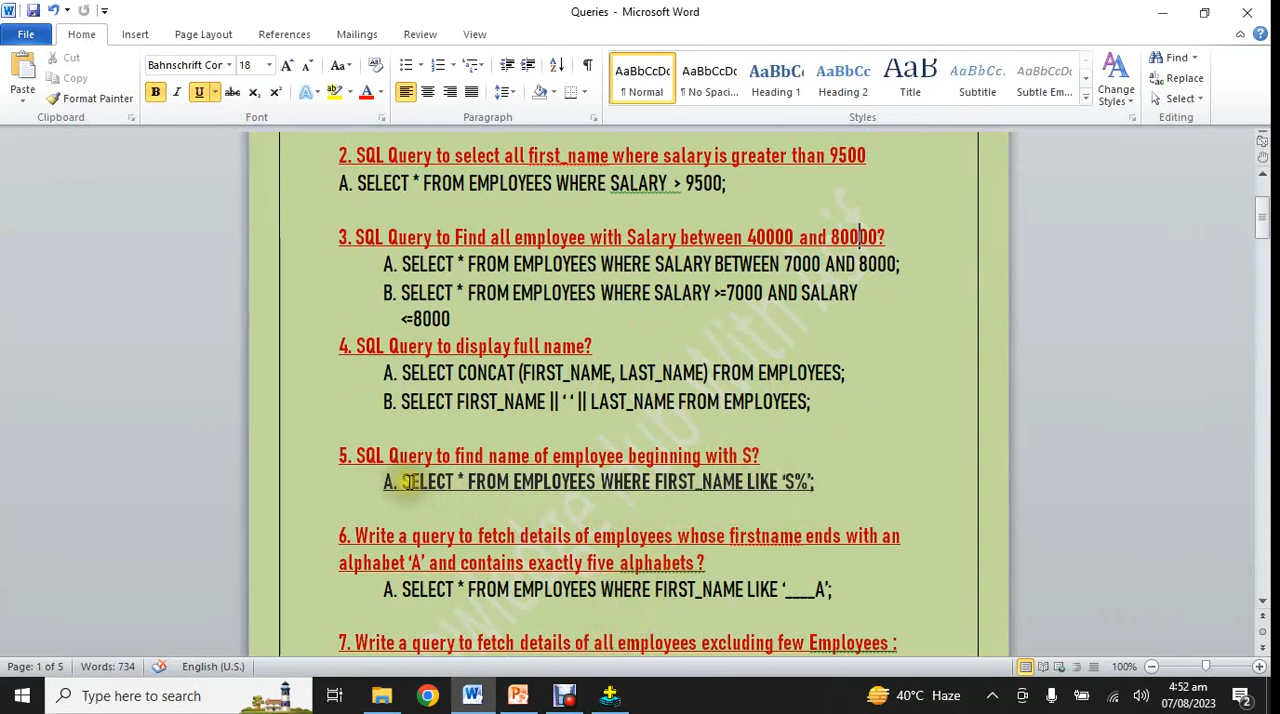 Queries - Microsoft Word
File Home Insert Page Layout References Mailings Review View
Cut
Copy
Format Painter
Paste
Bahnschrift Cor 18
B I U abc X₂ X²
Aa
AaBbCcDc AaBbCcDc AaBbC AaBbCc AaB AaBbCc. AaBbCcDc
¶ Normal ¶ No Spaci... Heading 1 Heading 2 Title Subtitle Subtle Em...
Change Styles
Find
Replace
Select
Clipboard Font Paragraph Styles Editing
2. SQL Query to select all first_name where salary is greater than 9500
A. SELECT * FROM EMPLOYEES WHERE SALARY > 9500;
3. SQL Query to Find all employee with Salary between 40000 and 80000?
A. SELECT * FROM EMPLOYEES WHERE SALARY BETWEEN 7000 AND 8000;
B. SELECT * FROM EMPLOYEES WHERE SALARY >=7000 AND SALARY
<=8000
4. SQL Query to display full name?
A. SELECT CONCAT (FIRST_NAME, LAST_NAME) FROM EMPLOYEES;
B. SELECT FIRST_NAME || ‘ ‘ || LAST_NAME FROM EMPLOYEES;
5. SQL Query to find name of employee beginning with S?
A. SELECT * FROM EMPLOYEES WHERE FIRST_NAME LIKE ‘S%’;
6. Write a query to fetch details of employees whose firstname ends with an
alphabet ‘A’ and contains exactly five alphabets ?
A. SELECT * FROM EMPLOYEES WHERE FIRST_NAME LIKE ‘____A’;
7. Write a query to fetch details of all employees excluding few Employees :
Page: 1 of 5 Words: 734 English (U.S.) 100%
Type here to search
40°C Haze
4:52 am
07/08/2023
2